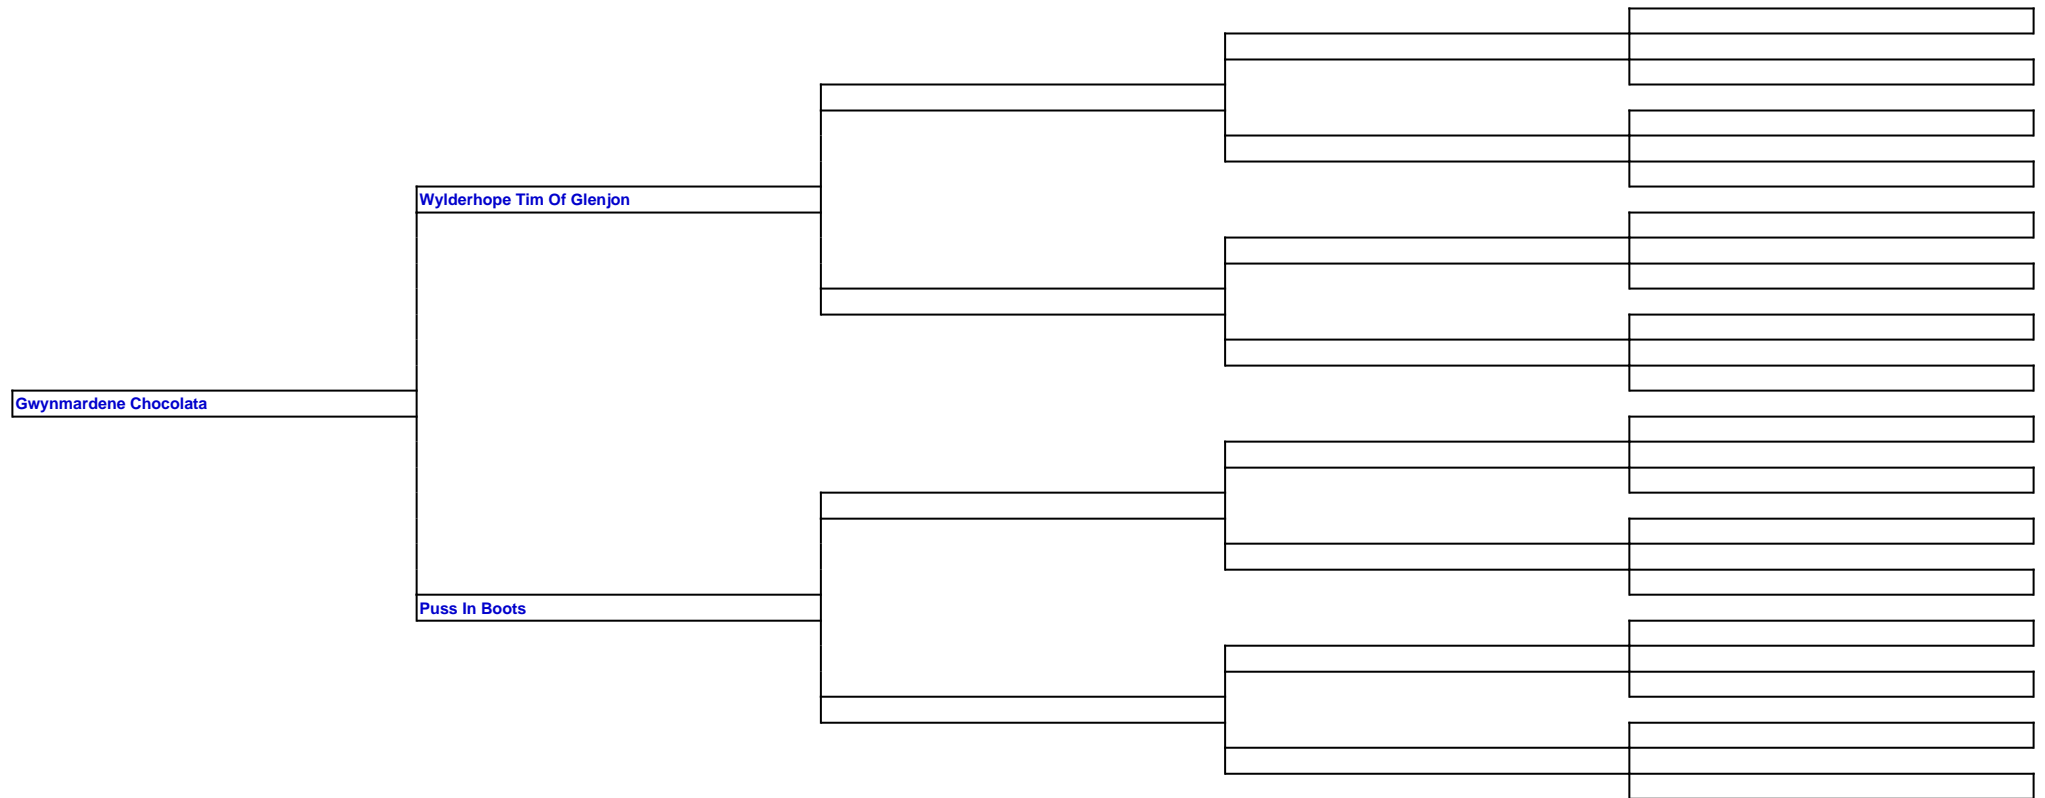 Wylderhope Tim Of Glenjon
Gwynmardene Chocolata
Puss In Boots